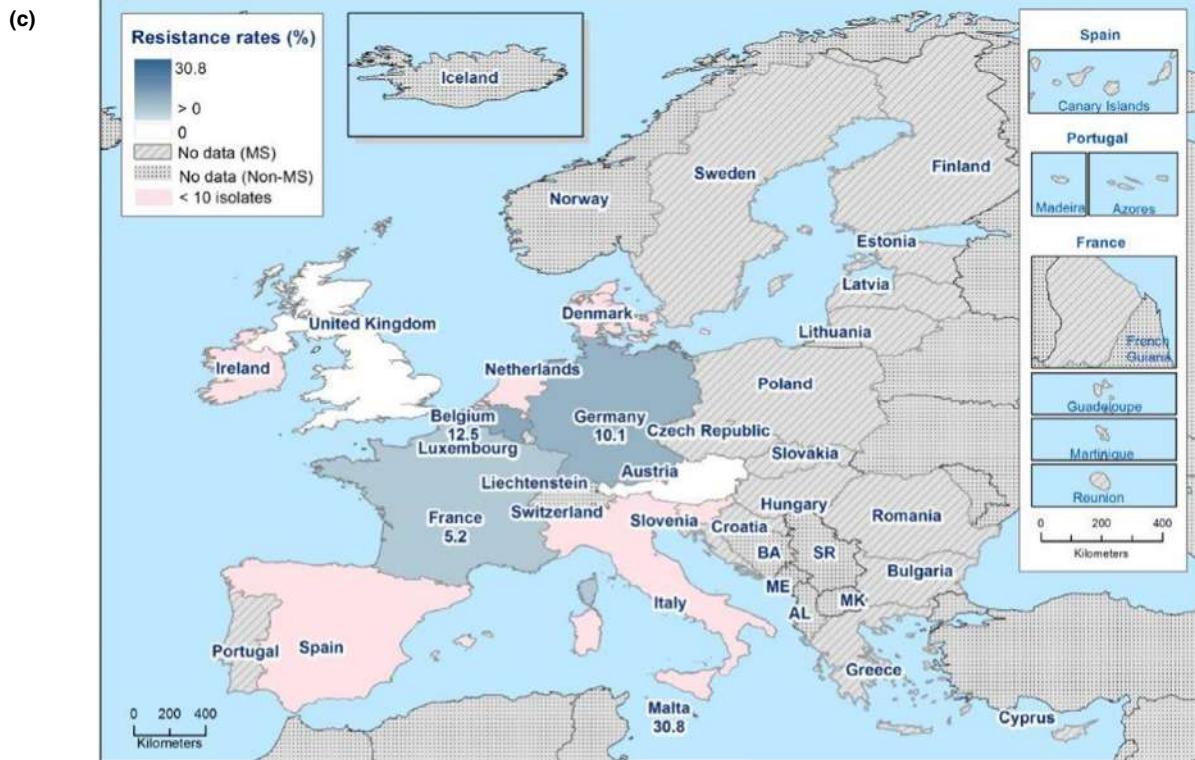 (c)
Resistance rates (%)
30.8
> 0
0
No data (MS)
No data (Non-MS)
< 10 isolates
Iceland
Spain
Canary Islands
Portugal
Madeira
Azores
France
French
Guiana
Guadeloupe
Martinique
Reunion
0 200 400
Kilometers
Norway
Sweden
Finland
Estonia
Latvia
Lithuania
Denmark
United Kingdom
Ireland
Netherlands
Poland
Belgium
12.5
Germany
10.1
Czech Republic
Luxembourg
Slovakia
Austria
Liechtenstein
Switzerland
Hungary
France
5.2
Slovenia
Croatia
Romania
BA
SR
Bulgaria
ME
MK
AL
Italy
Portugal
Spain
Greece
Malta
30.8
Cyprus
0 200 400
Kilometers